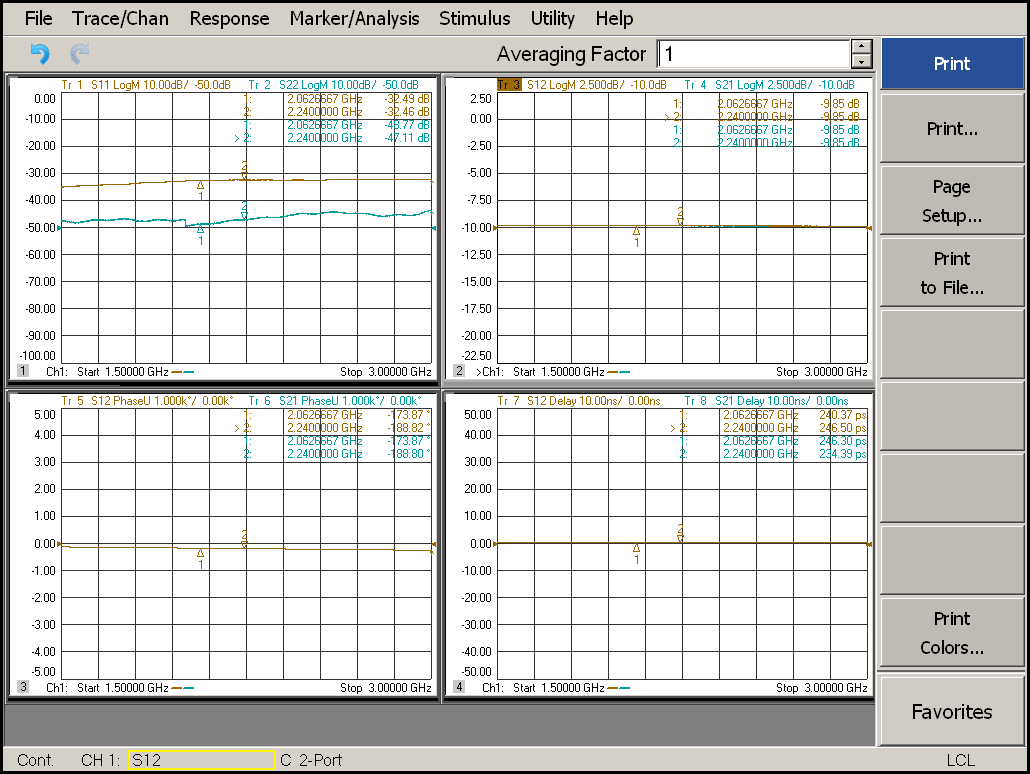 File Trace/Chan Response Marker/Analysis Stimulus Utility Help
Averaging Factor 1
Tr 1 S11 LogM 10.00dB/ -50.0dB Tr 2 S22 LogM 10.00dB/ -50.0dB
1: 2.0626667 GHz -32.49 dB
2: 2.2400000 GHz -32.46 dB
1: 2.0626667 GHz -48.77 dB
> 2: 2.2400000 GHz -47.11 dB
0.00
-10.00
-20.00
-30.00
-40.00
-50.00
-60.00
-70.00
-80.00
-90.00
-100.00
2
1
2
1
1 Ch1: Start 1.50000 GHz Stop 3.00000 GHz
Tr 3 S12 LogM 2.500dB/ -10.0dB Tr 4 S21 LogM 2.500dB/ -10.0dB
1: 2.0626667 GHz -9.85 dB
> 2: 2.2400000 GHz -9.85 dB
1: 2.0626667 GHz -9.85 dB
2: 2.2400000 GHz -9.85 dB
2.50
0.00
-2.50
-5.00
-7.50
-10.00
-12.50
-15.00
-17.50
-20.00
-22.50
2
1
2 >Ch1: Start 1.50000 GHz Stop 3.00000 GHz
Tr 5 S12 PhaseU 1.000k°/ 0.00k° Tr 6 S21 PhaseU 1.000k°/ 0.00k°
1: 2.0626667 GHz -173.87 °
> 2: 2.2400000 GHz -188.82 °
1: 2.0626667 GHz -173.87 °
2: 2.2400000 GHz -188.80 °
5.00
4.00
3.00
2.00
1.00
0.00
-1.00
-2.00
-3.00
-4.00
-5.00
2
1
3 Ch1: Start 1.50000 GHz Stop 3.00000 GHz
Tr 7 S12 Delay 10.00ns/ 0.00ns Tr 8 S21 Delay 10.00ns/ 0.00ns
1: 2.0626667 GHz 240.37 ps
> 2: 2.2400000 GHz 246.50 ps
1: 2.0626667 GHz 246.30 ps
2: 2.2400000 GHz 234.39 ps
50.00
40.00
30.00
20.00
10.00
0.00
-10.00
-20.00
-30.00
-40.00
-50.00
2
1
4 Ch1: Start 1.50000 GHz Stop 3.00000 GHz
Print
Print...
Page
Setup...
Print
to File...
Print
Colors...
Favorites
Cont. CH 1: S12 C 2-Port LCL